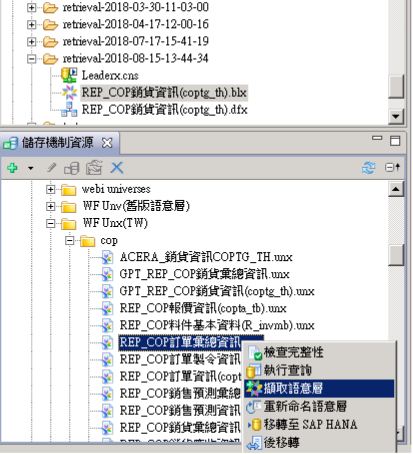 retrieval-2018-03-30-11-03-00
retrieval-2018-04-17-12-00-16
retrieval-2018-07-17-15-41-19
retrieval-2018-08-15-13-44-34
Leaderx.cns
REP_COP銷貨資訊(coptg_th).blx
REP_COP銷貨資訊(coptg_th).dfx
儲存機制資源
webi universes
WF Unv(舊版語意層)
WF Unx(TW)
cop
ACERA_銷貨資訊COPTG_TH.unx
GPT_REP_COP銷貨彙總資訊.unx
GPT_REP_COP銷貨資訊(coptg_th).unx
REP_COP報價資訊(copta_tb).unx
REP_COP料件基本資料(R_invmb).unx
REP_COP訂單彙總資訊
REP_COP訂單製令資訊
REP_COP訂單資訊(copt
REP_COP銷售預測彙總
REP_COP銷售預測資訊
REP_COP銷貨彙總資訊
檢查完整性
執行查詢
擷取語意層
重新命名語意層
移轉至 SAP HANA
後移轉